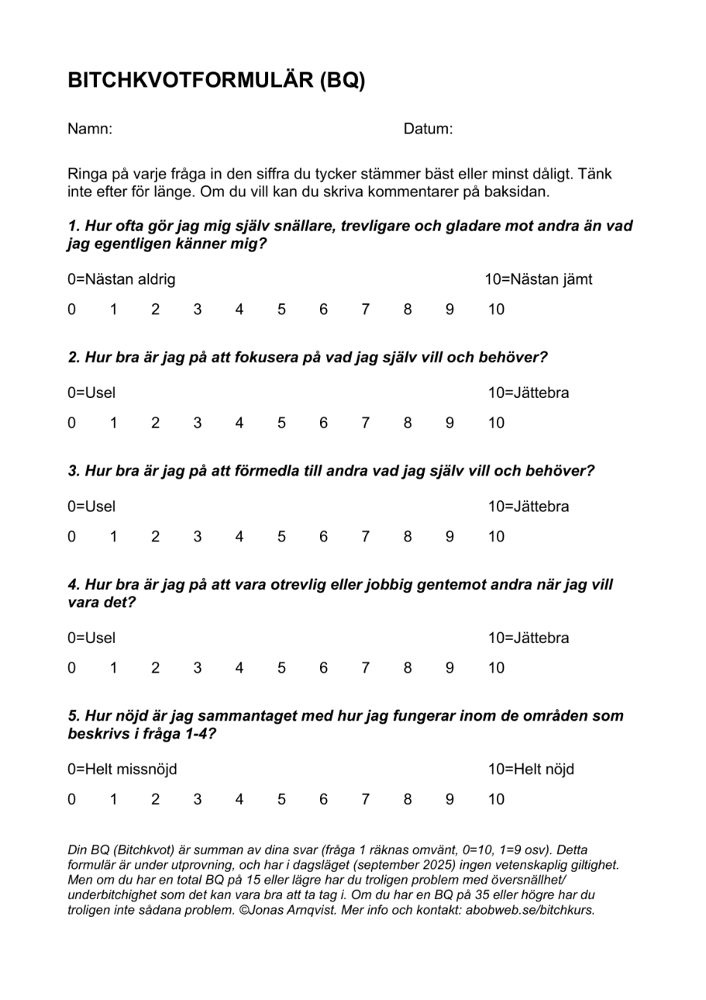 BITCHKVOTFORMULÄR (BQ)
Namn: Datum:
Ringa på varje fråga in den siffra du tycker stämmer bäst eller minst dåligt. Tänk
inte efter för länge. Om du vill kan du skriva kommentarer på baksidan.
1. Hur ofta gör jag mig själv snällare, trevligare och gladare mot andra än vad
jag egentligen känner mig?
0=Nästan aldrig 10=Nästan jämt
0 1 2 3 4 5 6 7 8 9 10
2. Hur bra är jag på att fokusera på vad jag själv vill och behöver?
0=Usel 10=Jättebra
0 1 2 3 4 5 6 7 8 9 10
3. Hur bra är jag på att förmedla till andra vad jag själv vill och behöver?
0=Usel 10=Jättebra
0 1 2 3 4 5 6 7 8 9 10
4. Hur bra är jag på att vara otrevlig eller jobbig gentemot andra när jag vill
vara det?
0=Usel 10=Jättebra
0 1 2 3 4 5 6 7 8 9 10
5. Hur nöjd är jag sammantaget med hur jag fungerar inom de områden som
beskrivs i fråga 1-4?
0=Helt missnöjd 10=Helt nöjd
0 1 2 3 4 5 6 7 8 9 10
Din BQ (Bitchkvot) är summan av dina svar (fråga 1 räknas omvänt, 0=10, 1=9 osv). Detta
formulär är under utprovning, och har i dagsläget (september 2025) ingen vetenskaplig giltighet.
Men om du har en total BQ på 15 eller lägre har du troligen problem med översnällhet/
underbitchighet som det kan vara bra att ta tag i. Om du har en BQ på 35 eller högre har du
troligen inte sådana problem. ©Jonas Arnqvist. Mer info och kontakt: abobweb.se/bitchkurs.